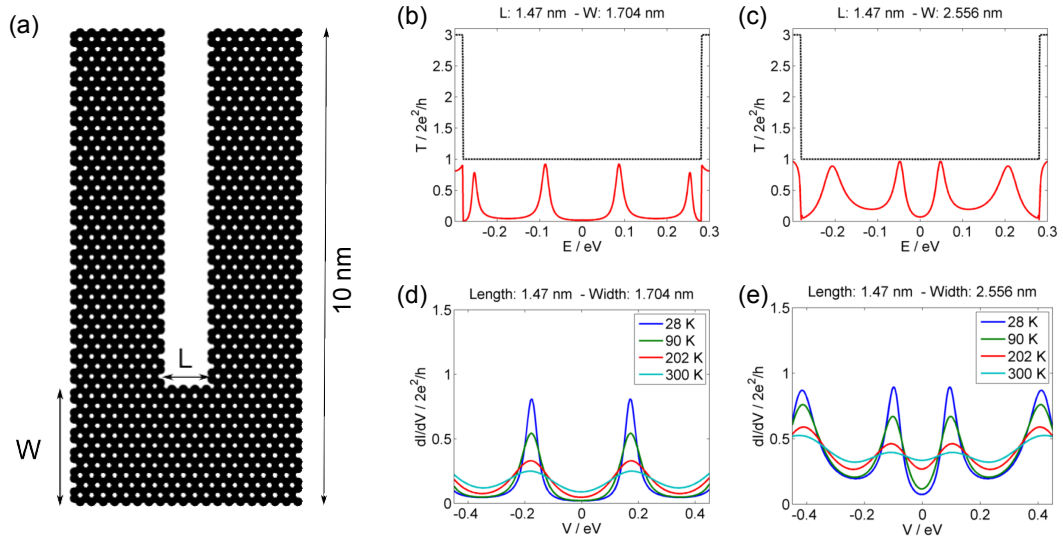 (a)
L
W
10 nm
(b)
L: 1.47 nm - W: 1.704 nm
T / 2e²/h
3
2.5
2
1.5
1
0.5
0
-0.2 -0.1 0 0.1 0.2 0.3
E / eV
(c)
L: 1.47 nm - W: 2.556 nm
T / 2e²/h
3
2.5
2
1.5
1
0.5
0
-0.2 -0.1 0 0.1 0.2 0.3
E / eV
(d)
Length: 1.47 nm - Width: 1.704 nm
dI/dV / 2e²/h
1.5
1
0.5
0
28 K
90 K
202 K
300 K
-0.4 -0.2 0 0.2 0.4
V / eV
(e)
Length: 1.47 nm - Width: 2.556 nm
dI/dV / 2e²/h
1.5
1
0.5
0
28 K
90 K
202 K
300 K
-0.4 -0.2 0 0.2 0.4
V / eV